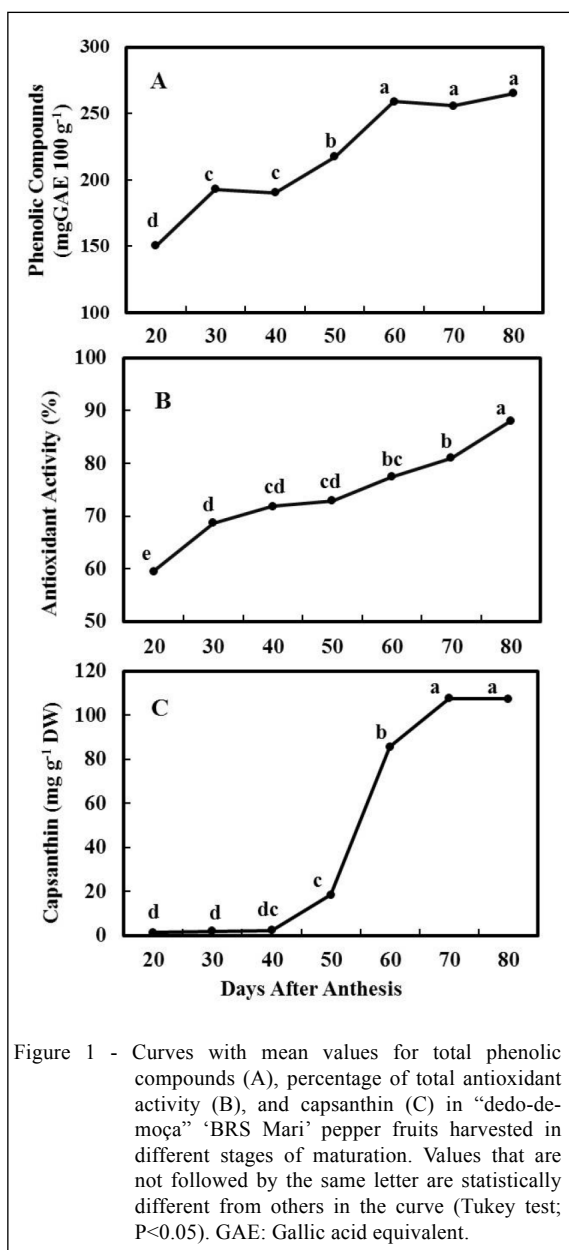 300
A
a
a
a
250
b
c
c
200
d
150
100
Phenolic Compounds
(mgGAE 100 g⁻¹)
20 30 40 50 60 70 80
100
B
a
90
b
bc
80
cd
cd
d
70
e
60
50
Antioxidant Activity (%)
20 30 40 50 60 70 80
120
C
a a
100
b
80
60
40
c
20
d d dc
0
Capsanthin (mg g⁻¹ DW)
20 30 40 50 60 70 80
Days After Anthesis
Figure 1 - Curves with mean values for total phenolic
compounds (A), percentage of total antioxidant
activity (B), and capsanthin (C) in “dedo-de-
moça” ‘BRS Mari’ pepper fruits harvested in
different stages of maturation. Values that are
not followed by the same letter are statistically
different from others in the curve (Tukey test;
P<0.05). GAE: Gallic acid equivalent.